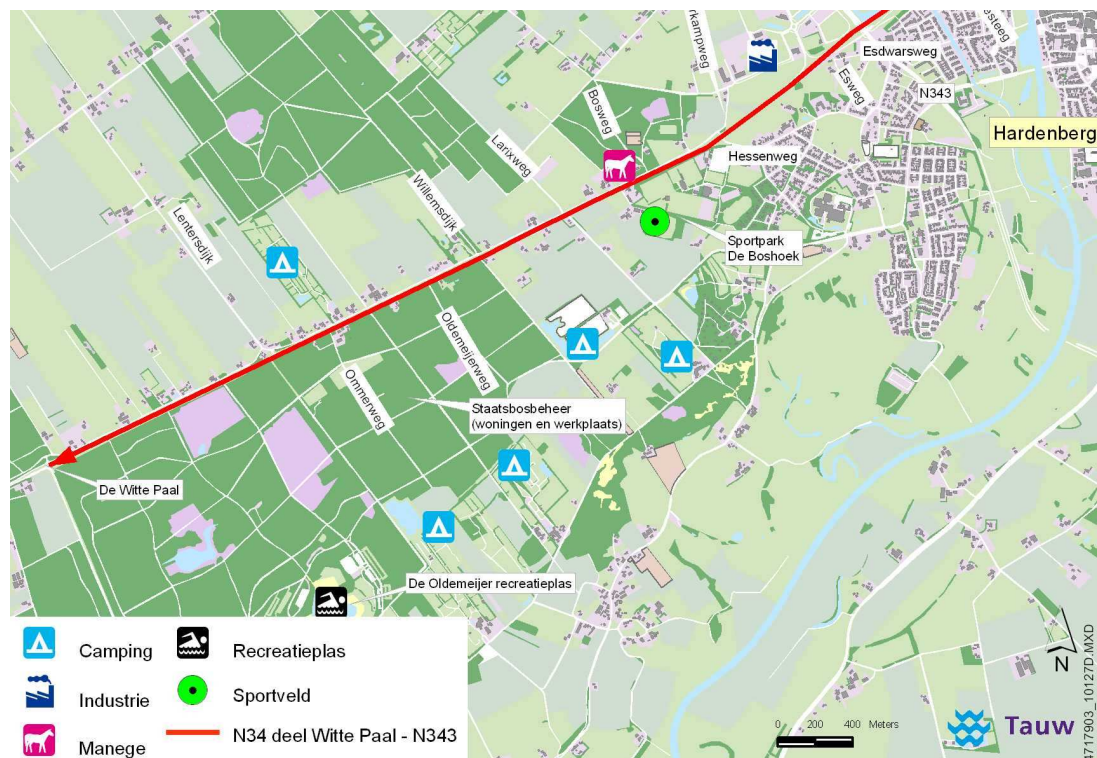 Esdwarsweg
Esweg
N343
Hardenberg
Bosweg
Larixweg
Hessenweg
Willemsdijk
Lentersdijk
Sportpark
De Boshoek
Oldemeijerweg
Ommerweg
Staatsbosbeheer
(woningen en werkplaats)
De Witte Paal
De Oldemeijer recreatieplas
Camping
Recreatieplas
Industrie
Sportveld
Manege
N34 deel Witte Paal - N343
0 200 400 Meters
N
Tauw
4717903_10127D.MXD